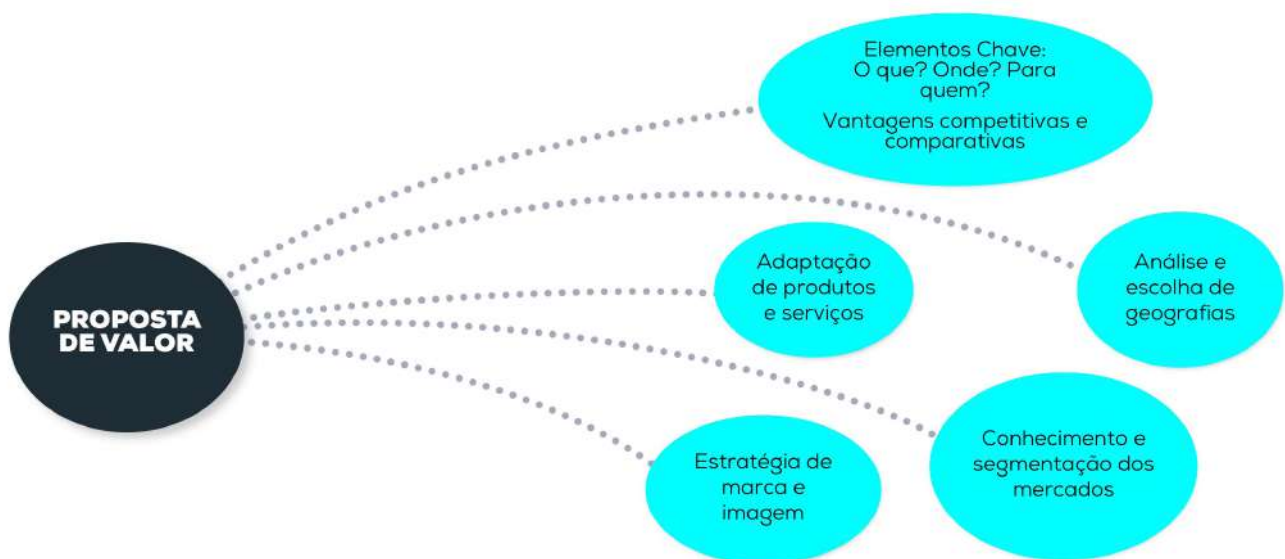 Elementos Chave:
O que? Onde? Para
quem?
Vantagens competitivas e
comparativas
PROPOSTA
DE VALOR
Adaptação
de produtos
e serviços
Análise e
escolha de
geografias
Estratégia de
marca e
imagem
Conhecimento e
segmentação dos
mercados